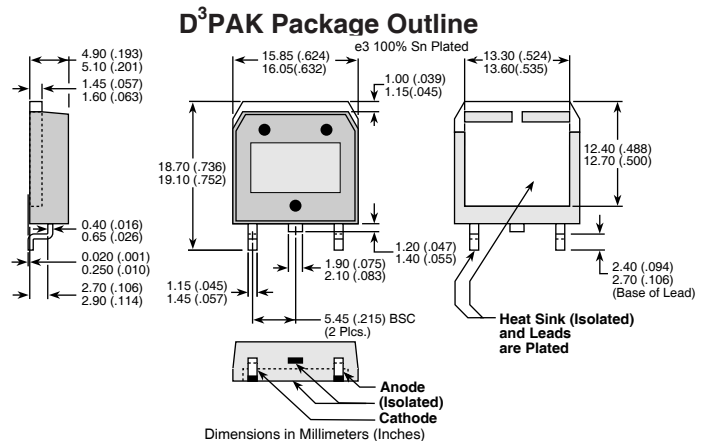 D³PAK Package Outline
e3 100% Sn Plated
4.90 (.193)
5.10 (.201)
15.85 (.624)
16.05(.632)
13.30 (.524)
13.60(.535)
1.45 (.057)
1.60 (.063)
1.00 (.039)
1.15(.045)
18.70 (.736)
19.10 (.752)
12.40 (.488)
12.70 (.500)
0.40 (.016)
0.65 (.026)
0.020 (.001)
0.250 (.010)
2.70 (.106)
2.90 (.114)
1.15 (.045)
1.45 (.057)
1.90 (.075)
2.10 (.083)
1.20 (.047)
1.40 (.055)
2.40 (.094)
2.70 (.106)
(Base of Lead)
5.45 (.215) BSC
(2 Plcs.)
Heat Sink (Isolated)
and Leads
are Plated
Anode
(Isolated)
Cathode
Dimensions in Millimeters (Inches)